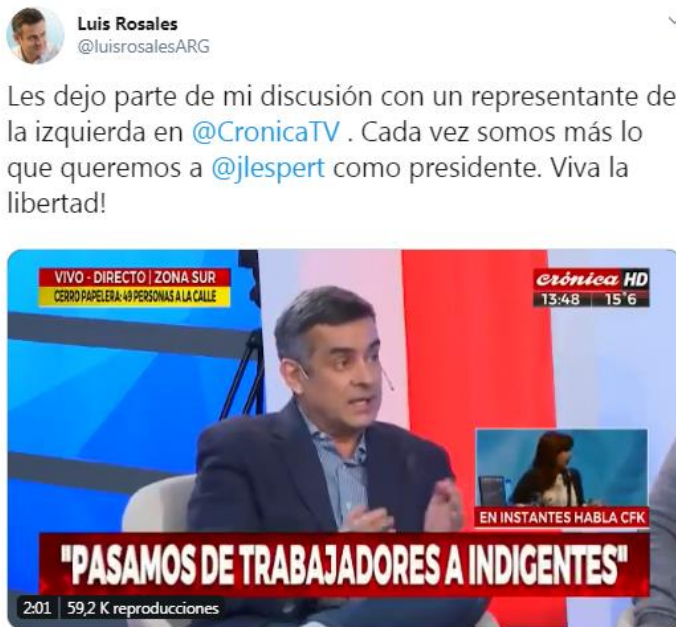 Luis Rosales
@luisrosalesARG
Les dejo parte de mi discusión con un representante de
la izquierda en @CronicaTV . Cada vez somos más lo
que queremos a @jlespert como presidente. Viva la
libertad!
VIVO - DIRECTO | ZONA SUR
CERRO PAPELERA: 49 PERSONAS A LA CALLE
crónica HD
13:48 15°6
EN INSTANTES HABLA CFK
"PASAMOS DE TRABAJADORES A INDIGENTES"
2:01 59,2 K reproducciones